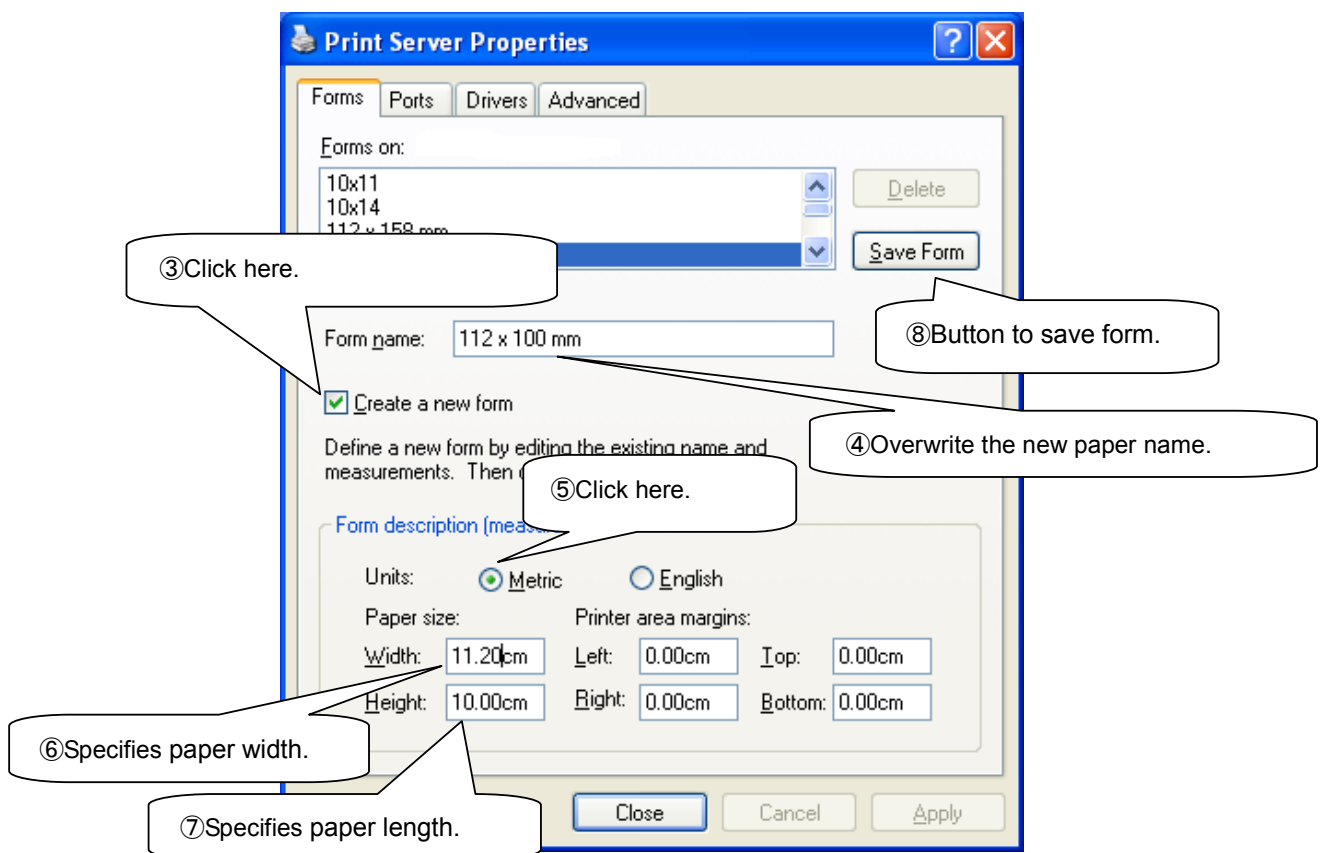 Print Server Properties
Forms Ports Drivers Advanced
Forms on:
10x11
10x14
112 x 158 mm
Delete
Save Form
③Click here.
⑧Button to save form.
Form name: 112 x 100 mm
Create a new form
④Overwrite the new paper name.
Define a new form by editing the existing name and
measurements. Then
⑤Click here.
Form description
Units: Metric English
Paper size: Printer area margins:
Width: 11.20cm Left: 0.00cm Top: 0.00cm
Height: 10.00cm Right: 0.00cm Bottom: 0.00cm
⑥Specifies paper width.
⑦Specifies paper length.
Close Cancel Apply